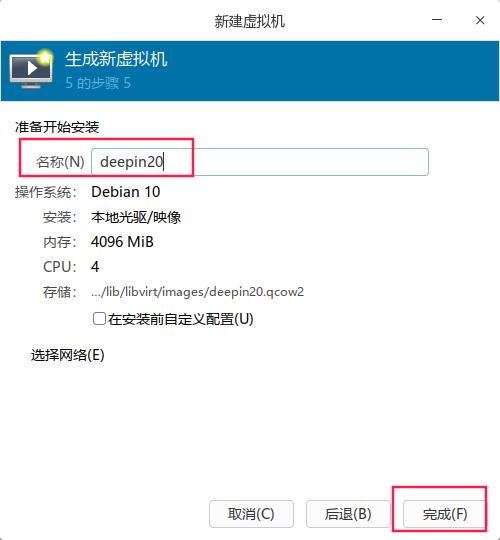 新建虚拟机
生成新虚拟机
5 的步骤 5
准备开始安装
名称(N) deepin20
操作系统： Debian 10
安装： 本地光驱/映像
内存： 4096 MiB
CPU： 4
存储： .../lib/libvirt/images/deepin20.qcow2
在安装前自定义配置(U)
选择网络(E)
取消(C) 后退(B) 完成(F)